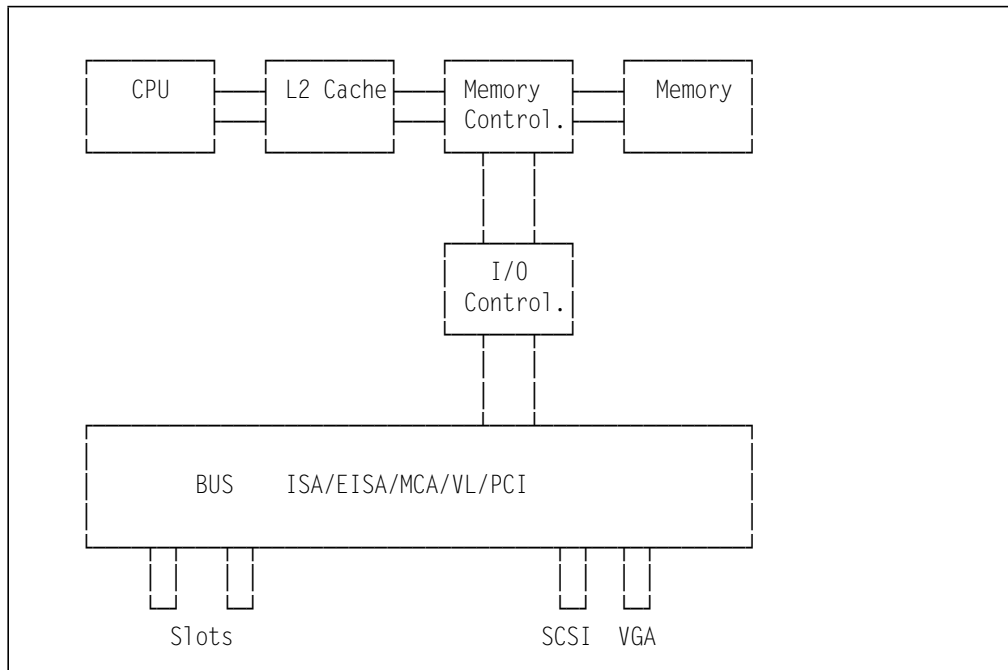 CPU L2 Cache Memory Control. Memory
I/O
Control.
BUS ISA/EISA/MCA/VL/PCI
Slots SCSI VGA